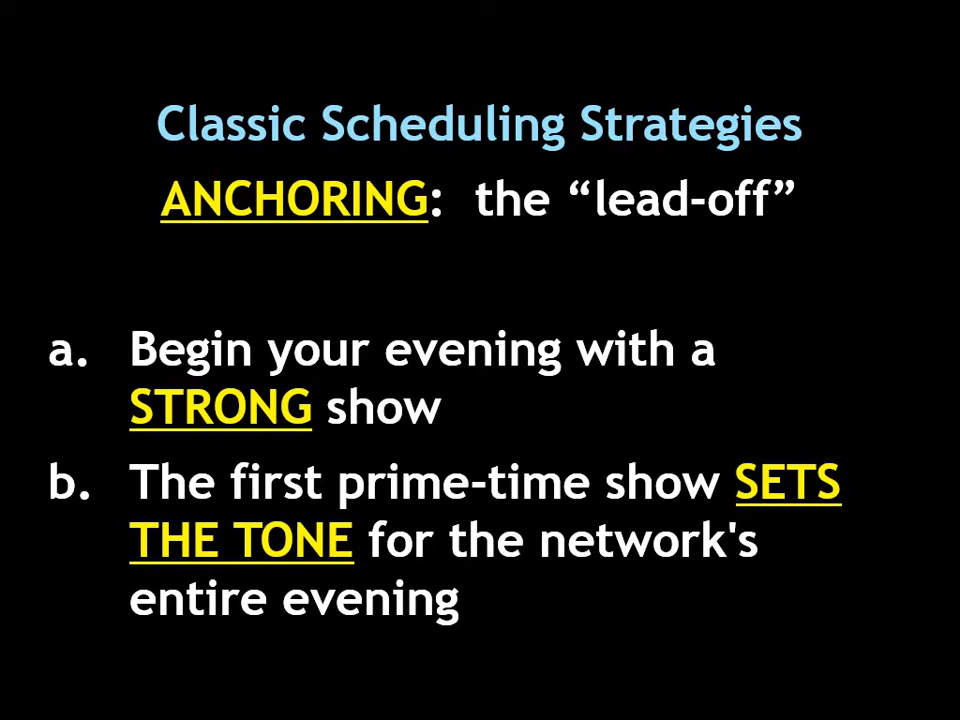 Classic Scheduling Strategies
ANCHORING: the “lead-off”
a. Begin your evening with a
STRONG show
b. The first prime-time show SETS
THE TONE for the network's
entire evening